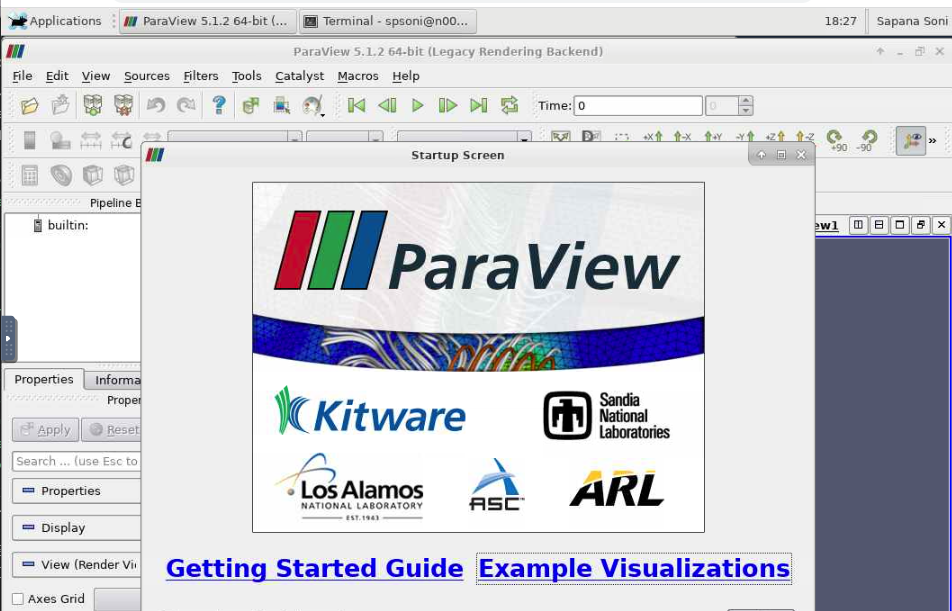 Applications
ParaView 5.1.2 64-bit (...
Terminal - spsoni@n00...
18:27
Sapana Soni
ParaView 5.1.2 64-bit (Legacy Rendering Backend)
File Edit View Sources Filters Tools Catalyst Macros Help
Time: 0
0
+X -X +Y -Y +Z -Z +90 -90
Startup Screen
Pipeline B
builtin:
ew1
ParaView
Properties Informa
Proper
Kitware
Sandia
National
Laboratories
Apply Reset
Search ... (use Esc to
Los Alamos
NATIONAL LABORATORY
EST. 1943
ASC
ARL
Properties
Display
View (Render Vi
Getting Started Guide Example Visualizations
Axes Grid